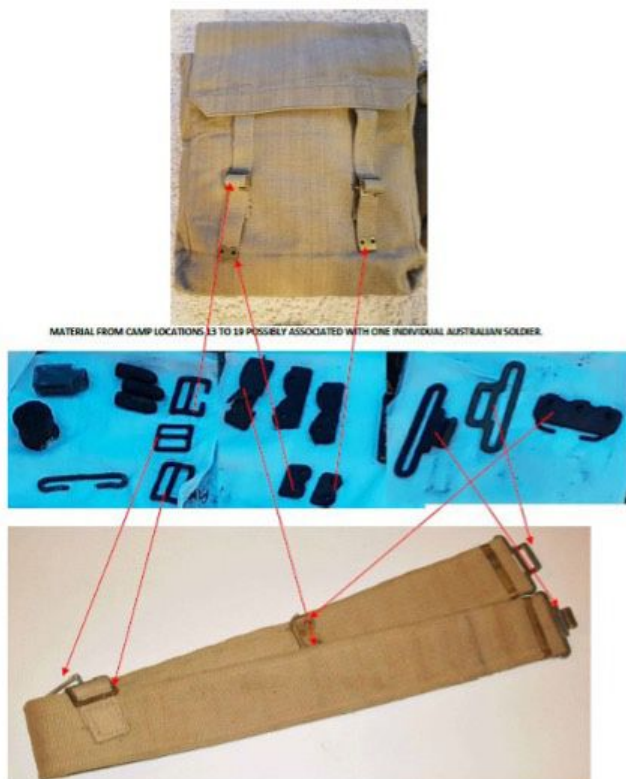 MATERIAL FROM CAMP LOCATIONS 13 TO 19 POSSIBLY ASSOCIATED WITH ONE INDIVIDUAL AUSTRALIAN SOLDIER.